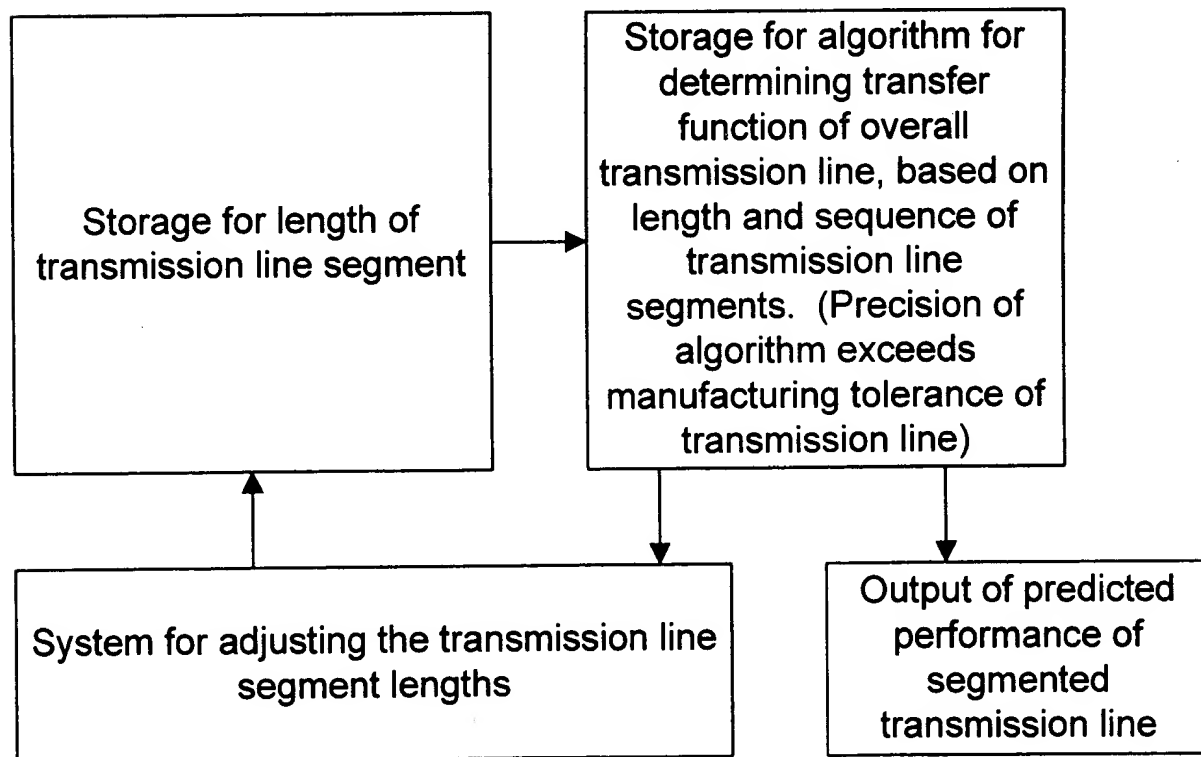 Storage for length of
transmission line segment
Storage for algorithm for
determining transfer
function of overall
transmission line, based on
length and sequence of
transmission line
segments. (Precision of
algorithm exceeds
manufacturing tolerance of
transmission line)
System for adjusting the transmission line
segment lengths
Output of predicted
performance of
segmented
transmission line